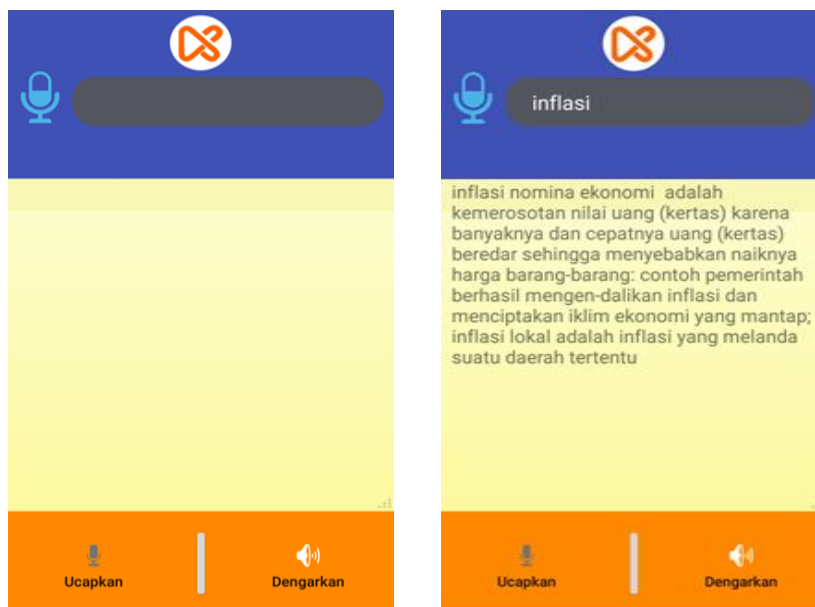 Ucapkan
Dengarkan
inflasi
inflasi nomina ekonomi  adalah
kemerosotan nilai uang (kertas) karena
banyaknya dan cepatnya uang (kertas)
beredar sehingga menyebabkan naiknya
harga barang-barang: contoh pemerintah
berhasil mengen-dalikan inflasi dan
menciptakan iklim ekonomi yang mantap;
inflasi lokal adalah inflasi yang melanda
suatu daerah tertentu
Ucapkan
Dengarkan